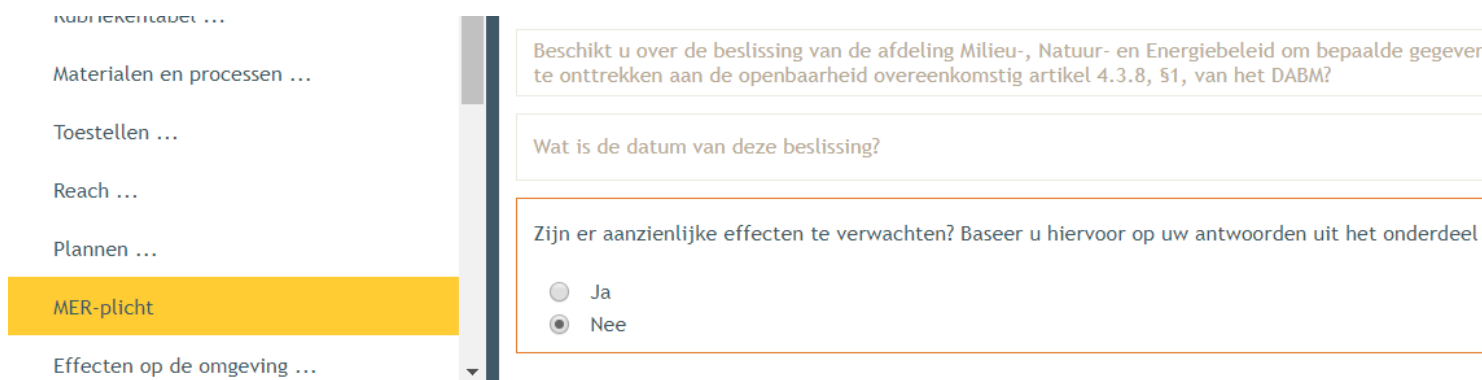 Rubriekentabel ...
Materialen en processen ...
Toestellen ...
Reach ...
Plannen ...
MER-plicht
Effecten op de omgeving ...
Beschikt u over de beslissing van de afdeling Milieu-, Natuur- en Energiebeleid om bepaalde gegever
te onttrekken aan de openbaarheid overeenkomstig artikel 4.3.8, §1, van het DABM?
Wat is de datum van deze beslissing?
Zijn er aanzienlijke effecten te verwachten? Baseer u hiervoor op uw antwoorden uit het onderdeel
Ja
Nee